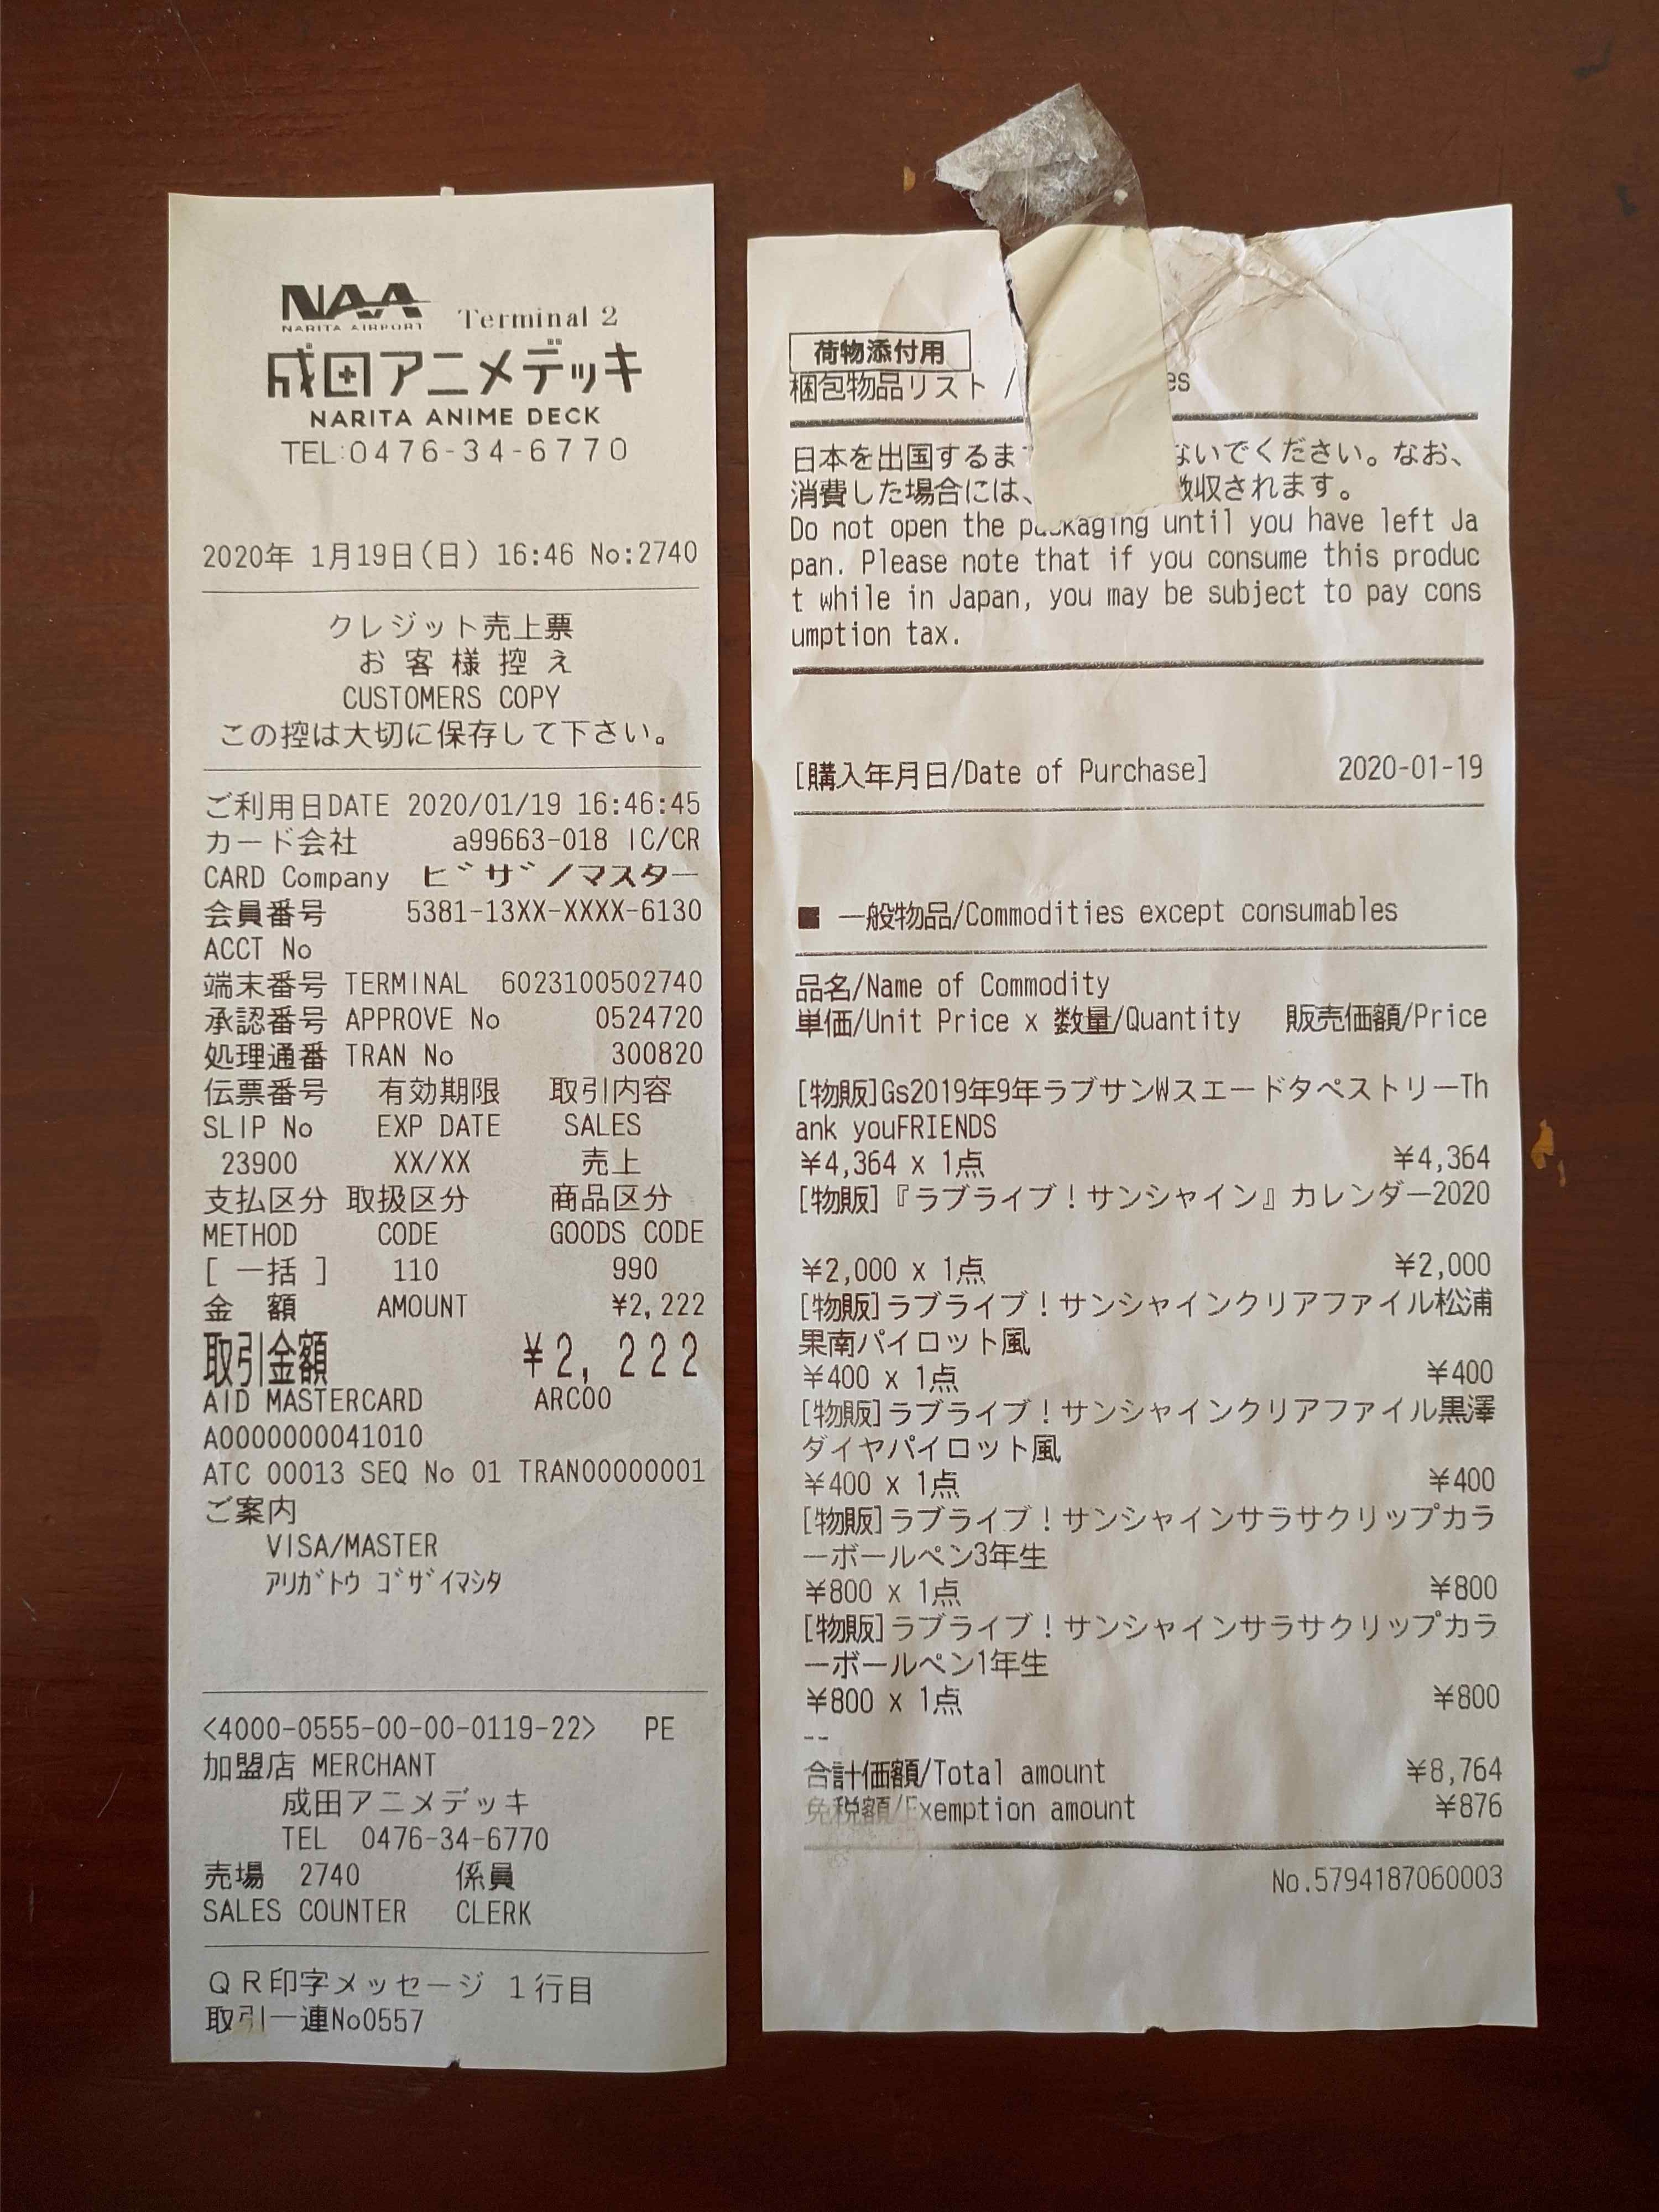 NAA
NARITA AIRPORT
Terminal 2
成田アニメデッキ
NARITA ANIME DECK
TEL:0476-34-6770
2020年 1月19日(日) 16:46 No:2740
クレジット売上票
お 客 様 控 え
CUSTOMERS COPY
この控は大切に保存して下さい。
ご利用日DATE 2020/01/19 16:46:45
カード会社 a99663-018 IC/CR
CARD Company ビザ/マスター
会員番号 5381-13XX-XXXX-6130
ACCT No
端末番号 TERMINAL 6023100502740
承認番号 APPROVE No 0524720
処理通番 TRAN No 300820
伝票番号 有効期限 取引内容
SLIP No EXP DATE SALES
23900 XX/XX 売上
支払区分 取扱区分 商品区分
METHOD CODE GOODS CODE
[ 一括 ] 110 990
金 額 AMOUNT ¥2,222
取引金額 ¥2,222
AID MASTERCARD ARC00
A0000000041010
ATC 00013 SEQ No 01 TRAN00000001
ご案内
VISA/MASTER
アリガトウ ゴザイマシタ
<4000-0555-00-00-0119-22> PE
加盟店 MERCHANT
成田アニメデッキ
TEL 0476-34-6770
売場 2740 係員
SALES COUNTER CLERK
QR印字メッセージ 1行目
取引一連No0557
荷物添付用
梱包物品リスト / es
日本を出国するま ないでください。なお、
消費した場合には、 徴収されます。
Do not open the packaging until you have left Ja
pan. Please note that if you consume this produc
t while in Japan, you may be subject to pay cons
umption tax.
[購入年月日/Date of Purchase] 2020-01-19
■ 一般物品/Commodities except consumables
品名/Name of Commodity
単価/Unit Price x 数量/Quantity 販売価額/Price
[物販]Gs2019年9年ラブサンWスエードタペストリーTh
ank youFRIENDS
¥4,364 x 1点 ¥4,364
[物販]『ラブライブ！サンシャイン』カレンダー2020
¥2,000 x 1点 ¥2,000
[物販]ラブライブ！サンシャインクリアファイル松浦
果南パイロット風
¥400 x 1点 ¥400
[物販]ラブライブ！サンシャインクリアファイル黒澤
ダイヤパイロット風
¥400 x 1点 ¥400
[物販]ラブライブ！サンシャインサラサクリップカラ
ーボールペン3年生
¥800 x 1点 ¥800
[物販]ラブライブ！サンシャインサラサクリップカラ
ーボールペン1年生
¥800 x 1点 ¥800
--
合計価額/Total amount ¥8,764
免税額/Exemption amount ¥876
No.5794187060003